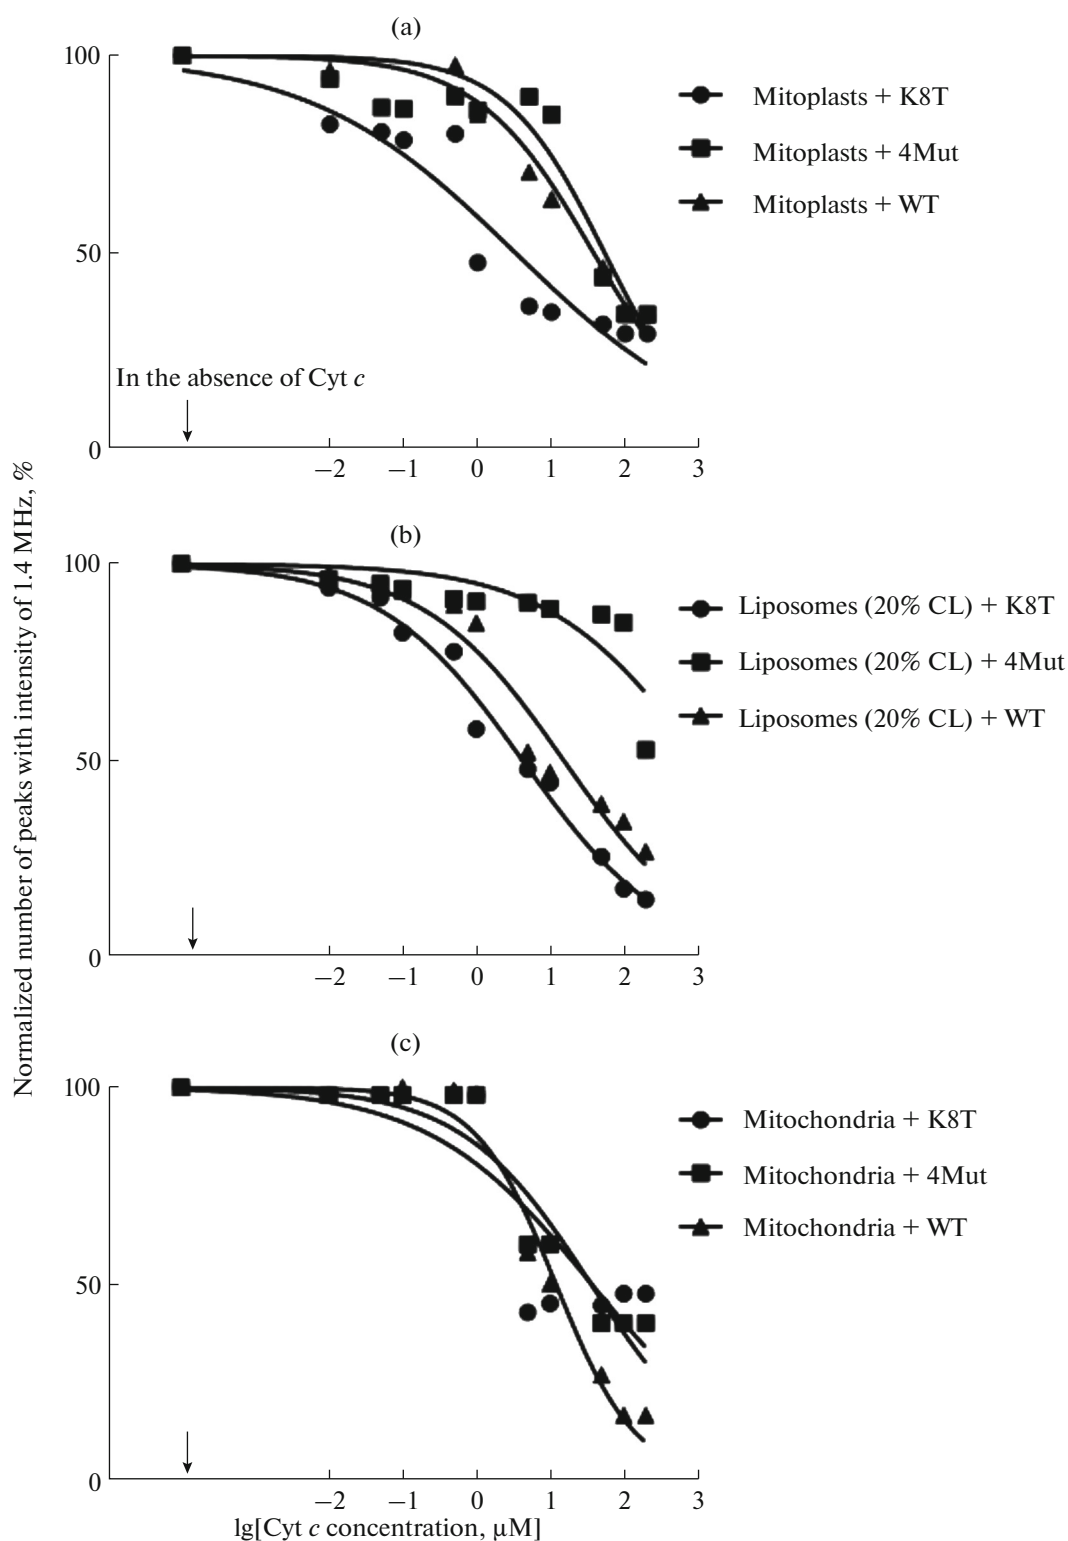 (a)
100
50
0
In the absence of Cyt c
−2 −1 0 1 2 3
Mitoplasts + K8T
Mitoplasts + 4Mut
Mitoplasts + WT
Normalized number of peaks with intensity of 1.4 MHz, %
(b)
100
50
0
−2 −1 0 1 2 3
Liposomes (20% CL) + K8T
Liposomes (20% CL) + 4Mut
Liposomes (20% CL) + WT
(c)
100
50
0
−2 −1 0 1 2 3
Mitochondria + K8T
Mitochondria + 4Mut
Mitochondria + WT
lg[Cyt c concentration, μM]